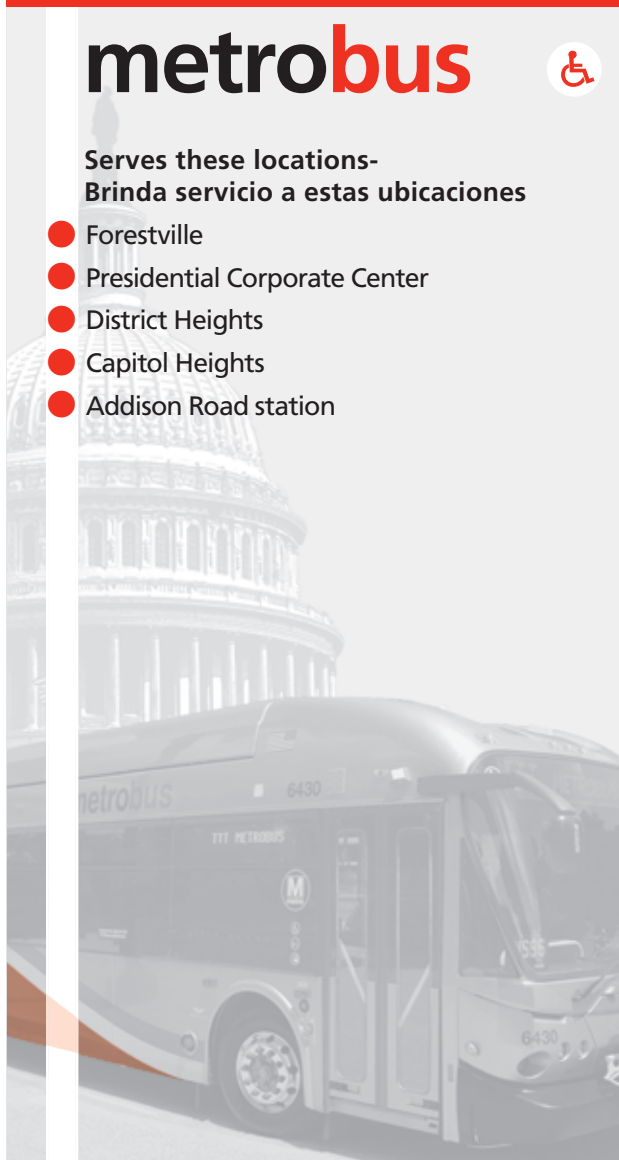 metrobus
Serves these locations-
Brinda servicio a estas ubicaciones
Forestville
Presidential Corporate Center
District Heights
Capitol Heights
Addison Road station
metrobus
6430
TYT METROBUS
M
6430